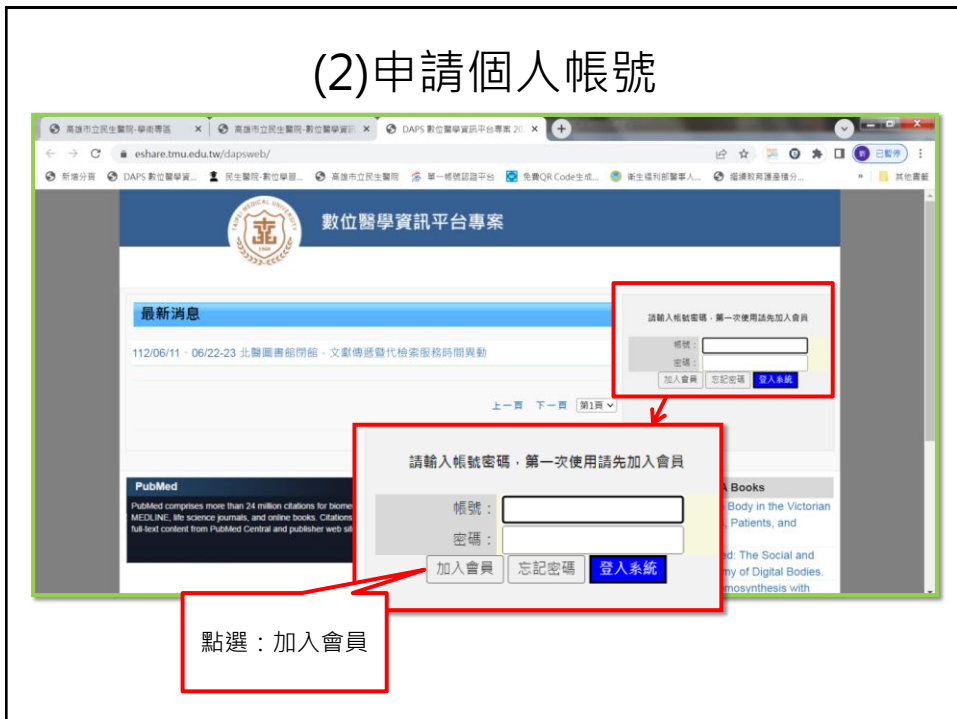 (2)申請個人帳號
高雄市立民生醫院-學術專區
高雄市立民生醫院-數位醫學資訊
DAPS 數位醫學資訊平台專案 20
eshare.tmu.edu.tw/dapsweb/
已暫停
新增分頁
DAPS 數位醫學資...
民生醫院-數位學習...
高雄市立民生醫院
單一帳號認證平台
免費QR Code生成...
衛生福利部醫事人...
繼續教育護產積分...
»
其他書籤
TAIPEI MEDICAL UNIVERSITY
1960
數位醫學資訊平台專案
最新消息
112/06/11 - 06/22-23 北醫圖書館閉館、文獻傳遞暨代檢索服務時間異動
上一頁 下一頁 第1頁
請輸入帳號密碼，第一次使用請先加入會員
帳號：
密碼：
加入會員 忘記密碼 登入系統
請輸入帳號密碼，第一次使用請先加入會員
帳號：
密碼：
加入會員 忘記密碼 登入系統
PubMed
PubMed comprises more than 24 million citations for biome
MEDLINE, life science journals, and online books. Citations
full-text content from PubMed Central and publisher web si
Books
Body in the Victorian
, Patients, and
ed: The Social and
my of Digital Bodies.
mosynthesis with
點選：加入會員